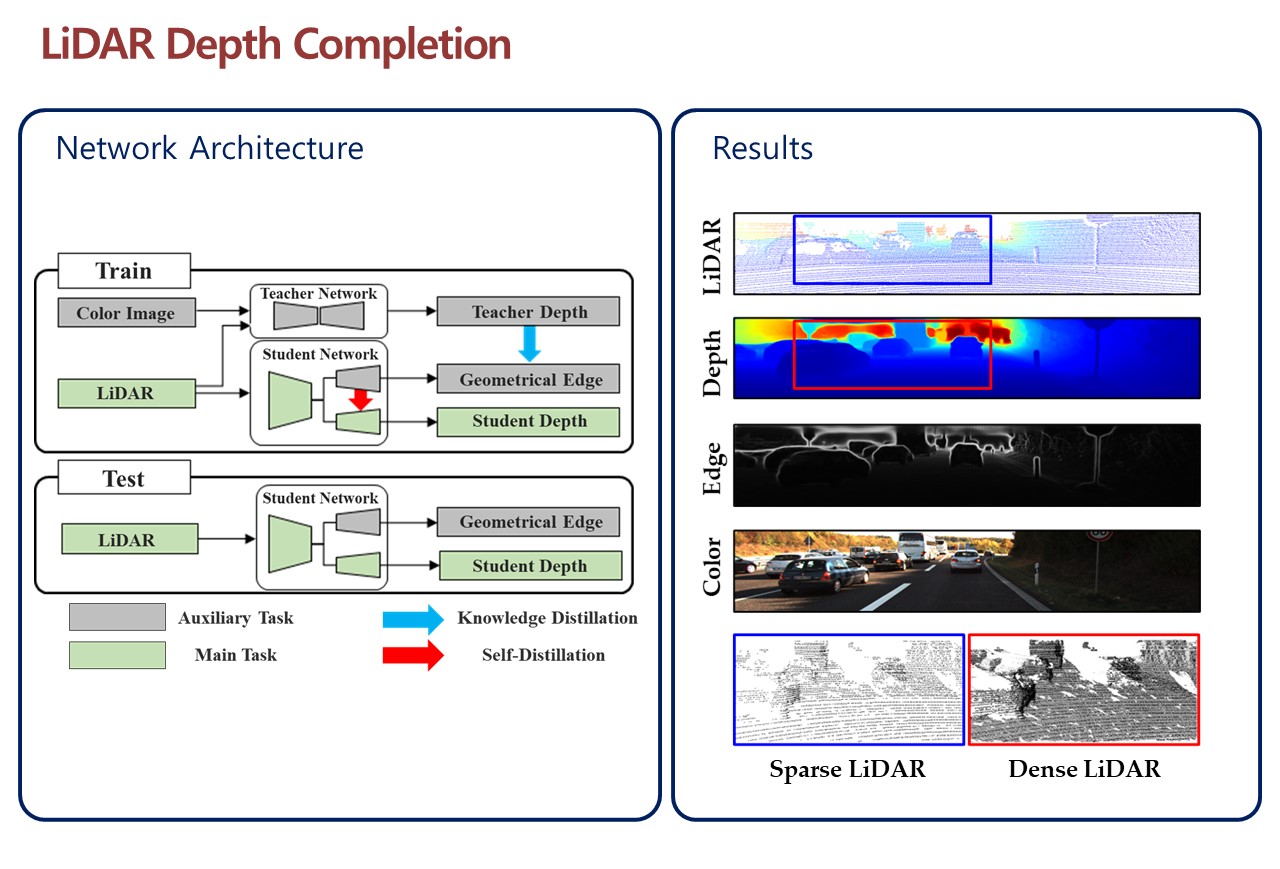 LiDAR Depth Completion
Network Architecture
Train
Color Image
LiDAR
Teacher Network
Student Network
Teacher Depth
Geometrical Edge
Student Depth
Test
LiDAR
Student Network
Geometrical Edge
Student Depth
Auxiliary Task
Knowledge Distillation
Main Task
Self-Distillation
Results
LiDAR
Depth
Edge
Color
Sparse LiDAR
Dense LiDAR